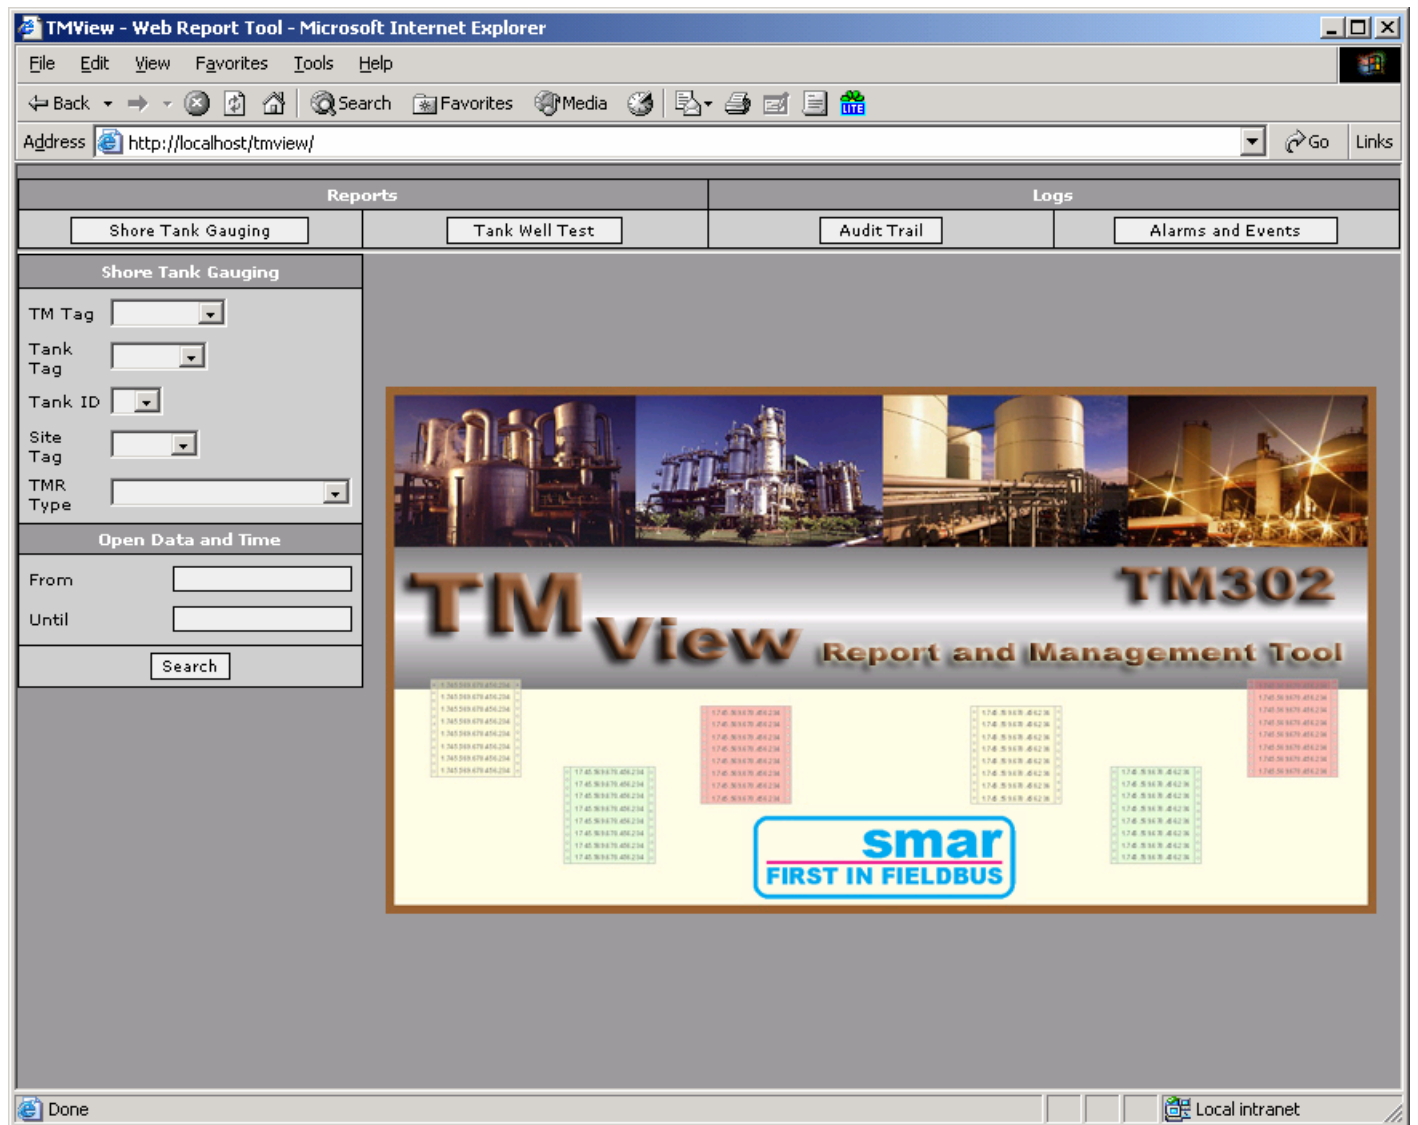 TMView - Web Report Tool - Microsoft Internet Explorer
File Edit View Favorites Tools Help
Back Search Favorites Media LITE
Address http://localhost/tmview/ Go Links
Reports Logs
Shore Tank Gauging Tank Well Test Audit Trail Alarms and Events
Shore Tank Gauging
TM Tag
Tank
Tag
Tank ID
Site
Tag
TMR
Type
Open Data and Time
From
Until
Search
TM302
TM
View Report and Management Tool
smar
FIRST IN FIELDBUS
Done Local intranet